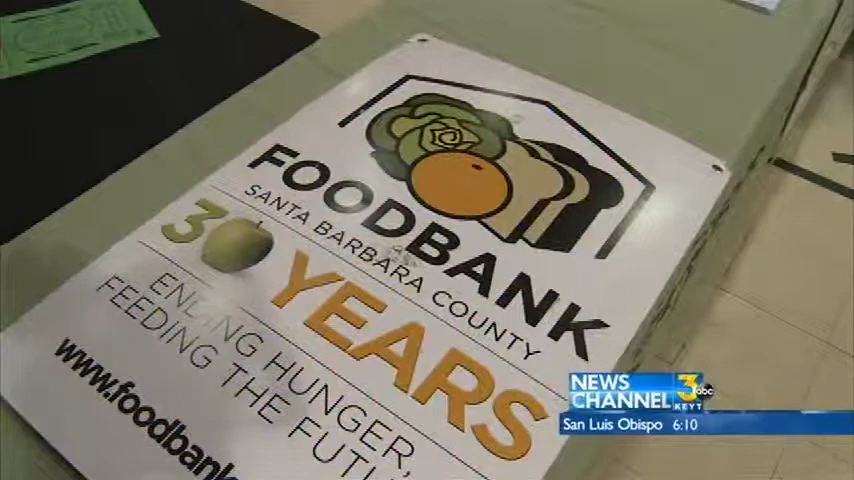 FOODBANK
SANTA BARBARA COUNTY
30 YEARS
ENDING HUNGER,
FEEDING THE FUTU
www.foodbank
NEWS
CHANNEL 3 abc
KEYT
San Luis Obispo 6:10